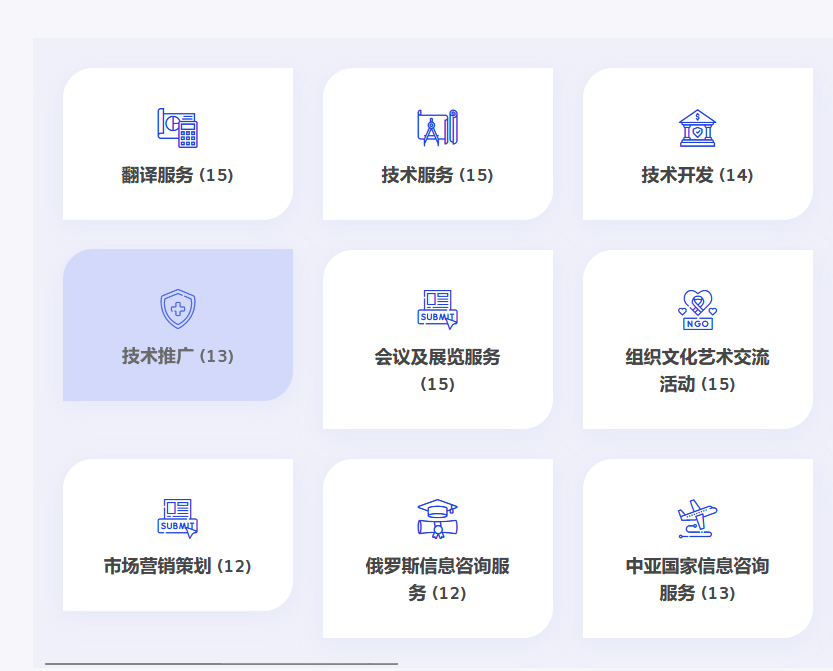 翻译服务 (15)
技术服务 (15)
$
技术开发 (14)
技术推广 (13)
SUBMIT
会议及展览服务
(15)
NGO
组织文化艺术交流
活动 (15)
SUBMIT
市场营销策划 (12)
俄罗斯信息咨询服
务 (12)
中亚国家信息咨询
服务 (13)